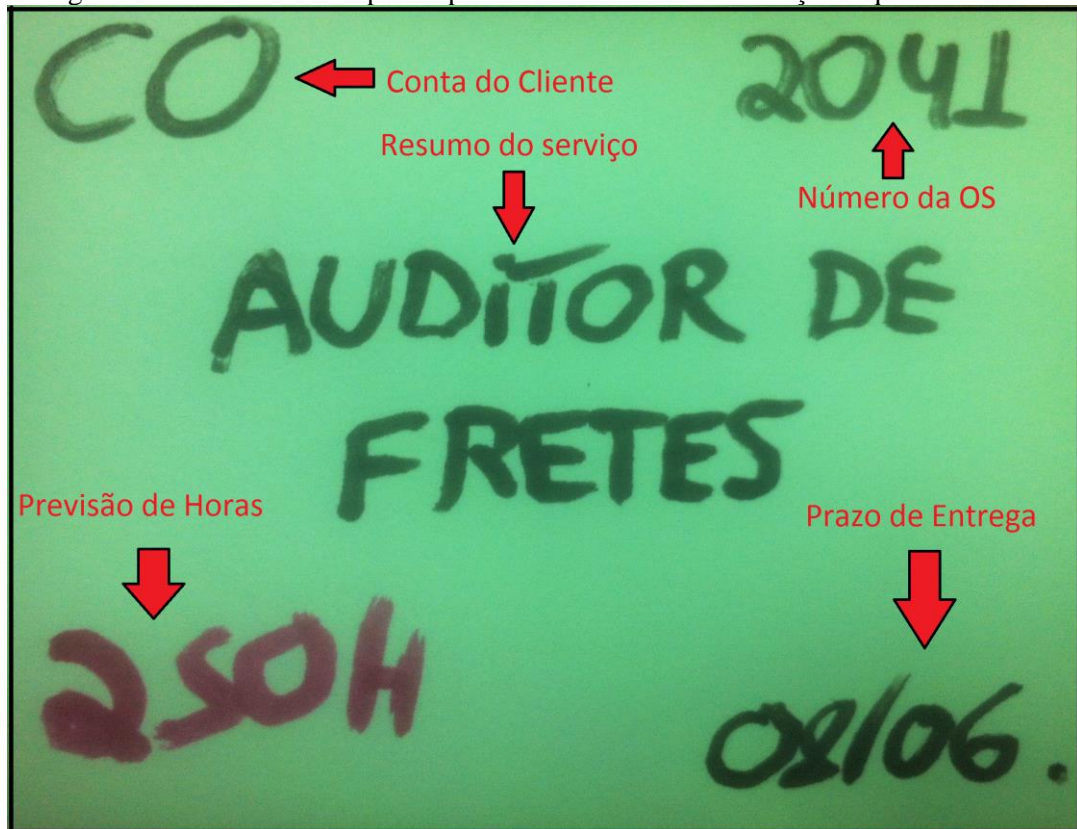 CO
Conta do Cliente
2041
Resumo do serviço
Número da OS
AUDITOR DE
FRETES
Previsão de Horas
Prazo de Entrega
250H
08/06.